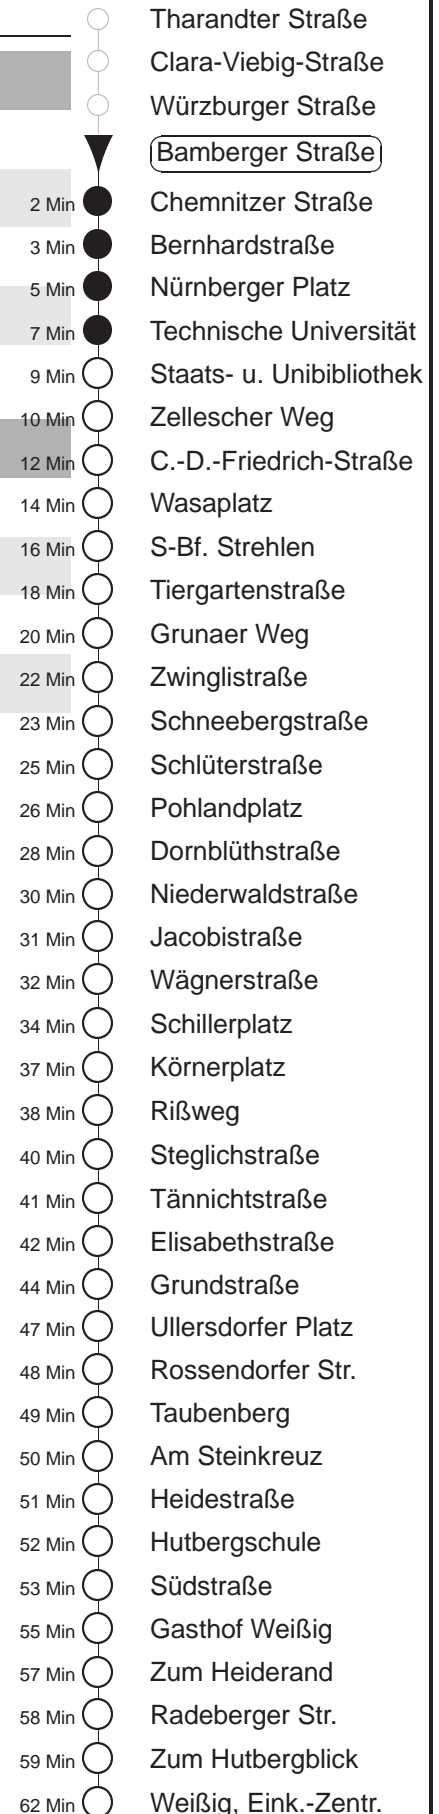 Tharandter Straße
Clara-Viebig-Straße
Würzburger Straße
Bamberger Straße
2 Min Chemnitzer Straße
3 Min Bernhardstraße
5 Min Nürnberger Platz
7 Min Technische Universität
9 Min Staats- u. Unibibliothek
10 Min Zellescher Weg
12 Min C.-D.-Friedrich-Straße
14 Min Wasaplatz
16 Min S-Bf. Strehlen
18 Min Tiergartenstraße
20 Min Grunaer Weg
22 Min Zwinglistraße
23 Min Schneebergstraße
25 Min Schlüterstraße
26 Min Pohlandplatz
28 Min Dornblüthstraße
30 Min Niederwaldstraße
31 Min Jacobistraße
32 Min Wägnerstraße
34 Min Schillerplatz
37 Min Körnerplatz
38 Min Rißweg
40 Min Steglichstraße
41 Min Tännichtstraße
42 Min Elisabethstraße
44 Min Grundstraße
47 Min Ullersdorfer Platz
48 Min Rossendorfer Str.
49 Min Taubenberg
50 Min Am Steinkreuz
51 Min Heidestraße
52 Min Hutbergschule
53 Min Südstraße
55 Min Gasthof Weißig
57 Min Zum Heiderand
58 Min Radeberger Str.
59 Min Zum Hutbergblick
62 Min Weißig, Eink.-Zentr.